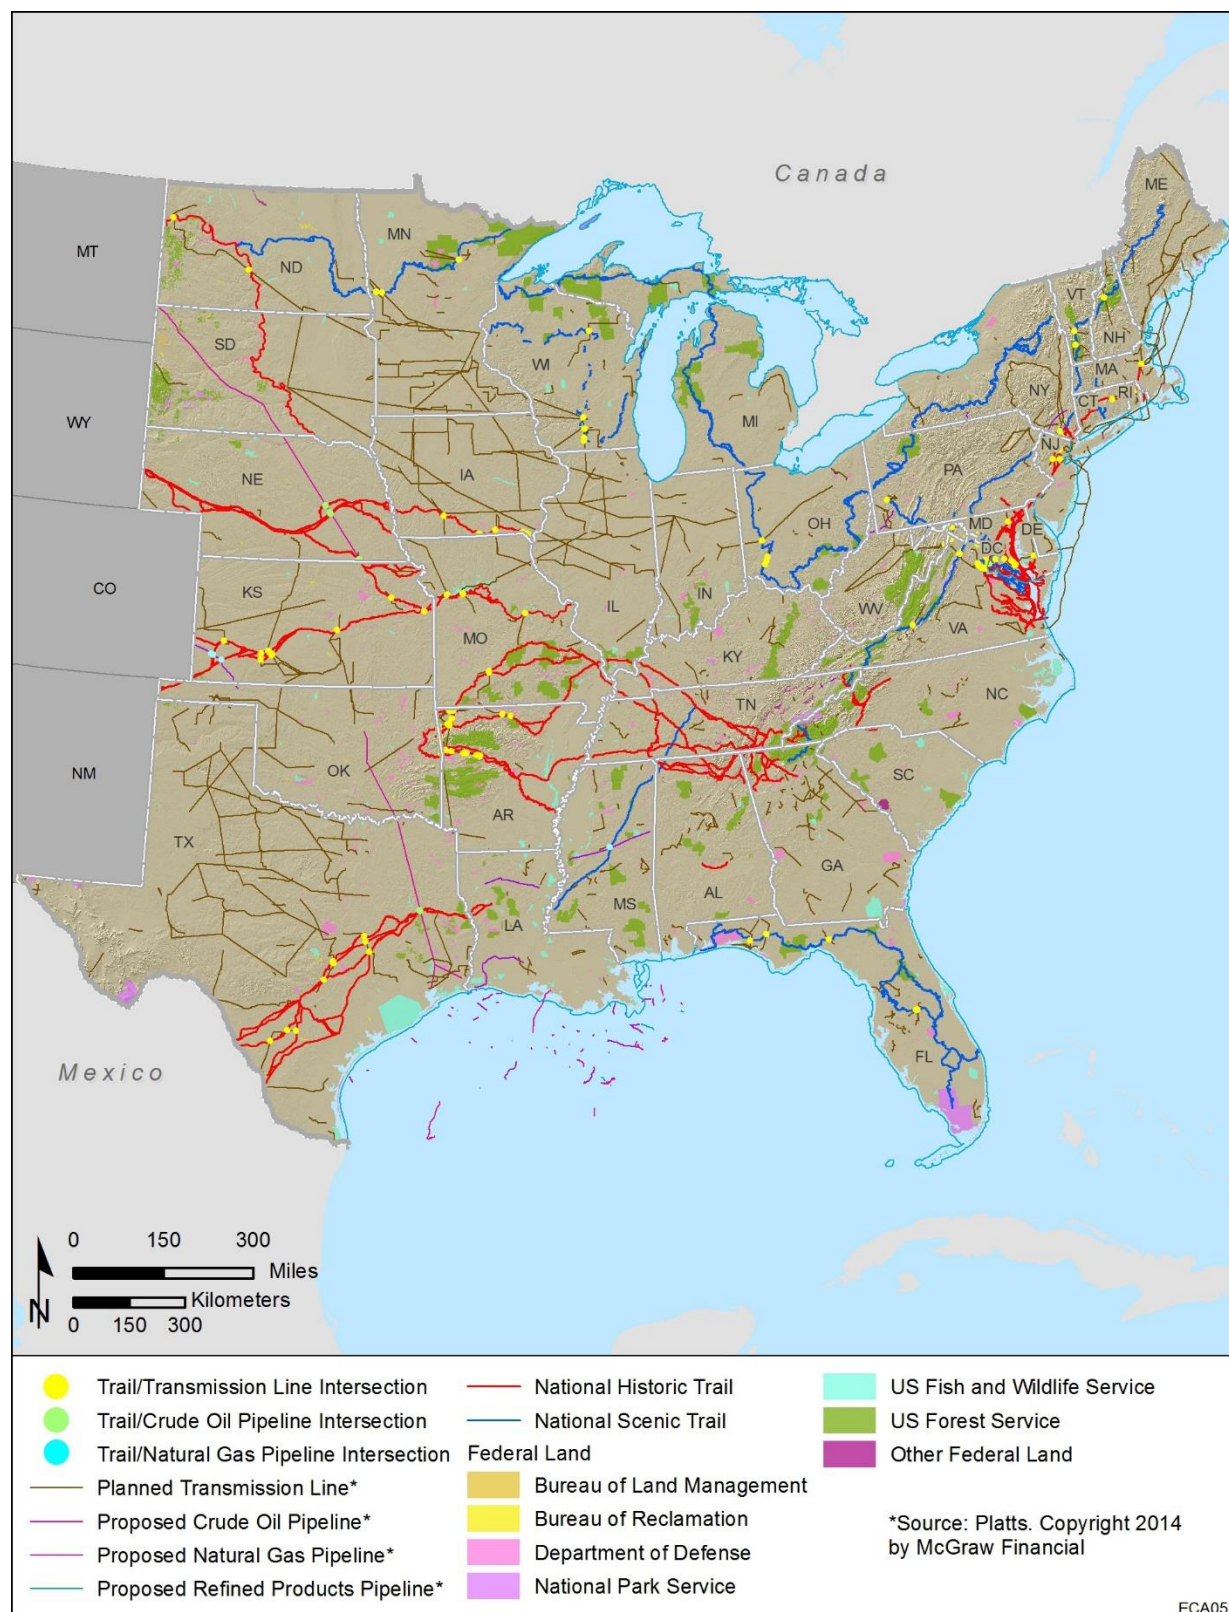 Canada
ME
MT
ND
MN
VT
NH
SD
WI
NY
MA
CT
RI
WY
MI
NJ
PA
NE
IA
OH
MD
DE
DC
CO
KS
IL
IN
WV
VA
MO
KY
NC
TN
NM
OK
SC
AR
TX
GA
AL
MS
LA
FL
Mexico
0 150 300
Miles
Kilometers
0 150 300
N
Trail/Transmission Line Intersection
Trail/Crude Oil Pipeline Intersection
Trail/Natural Gas Pipeline Intersection
Planned Transmission Line*
Proposed Crude Oil Pipeline*
Proposed Natural Gas Pipeline*
Proposed Refined Products Pipeline*
National Historic Trail
National Scenic Trail
Federal Land
Bureau of Land Management
Bureau of Reclamation
Department of Defense
National Park Service
US Fish and Wildlife Service
US Forest Service
Other Federal Land
*Source: Platts. Copyright 2014
by McGraw Financial
ECA05